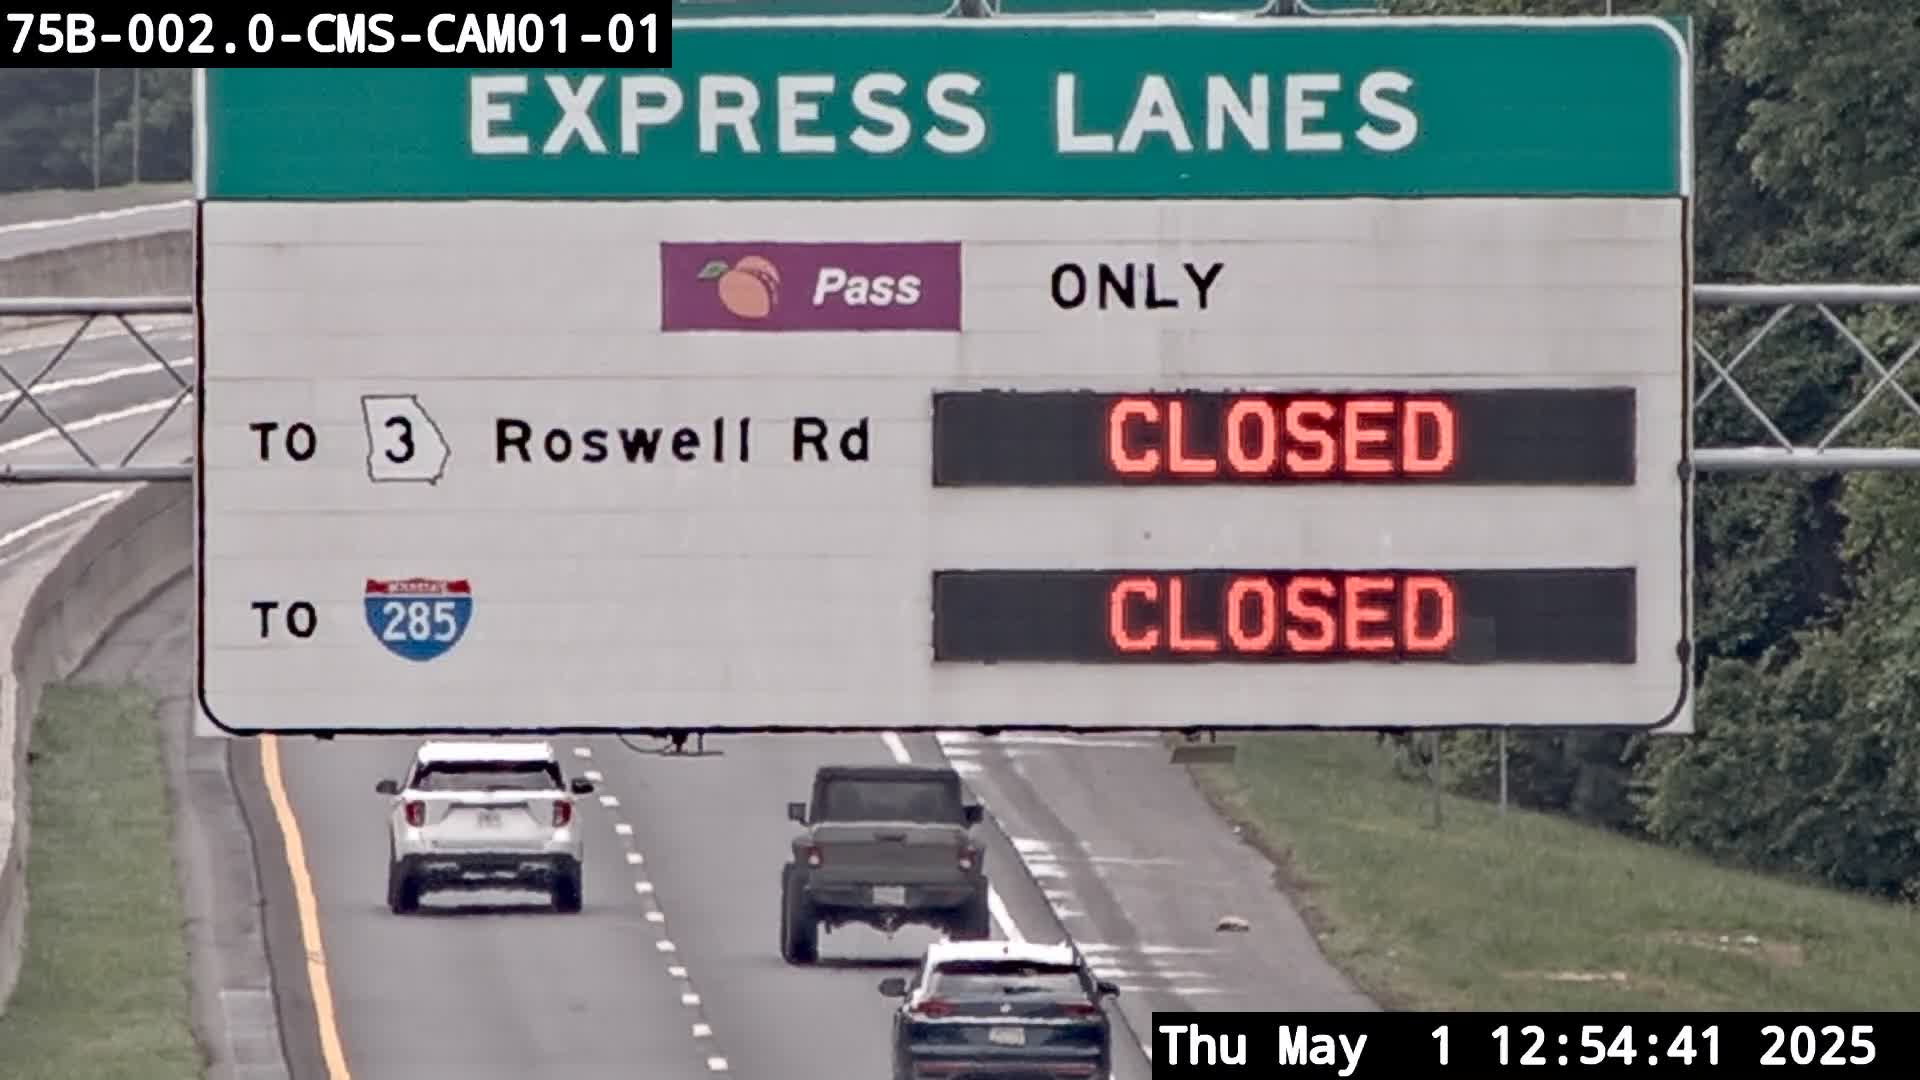 75B-002.0-CMS-CAM01-01
EXPRESS LANES
Pass ONLY
TO 3 Roswell Rd CLOSED
TO 285 CLOSED
Thu May 1 12:54:41 2025